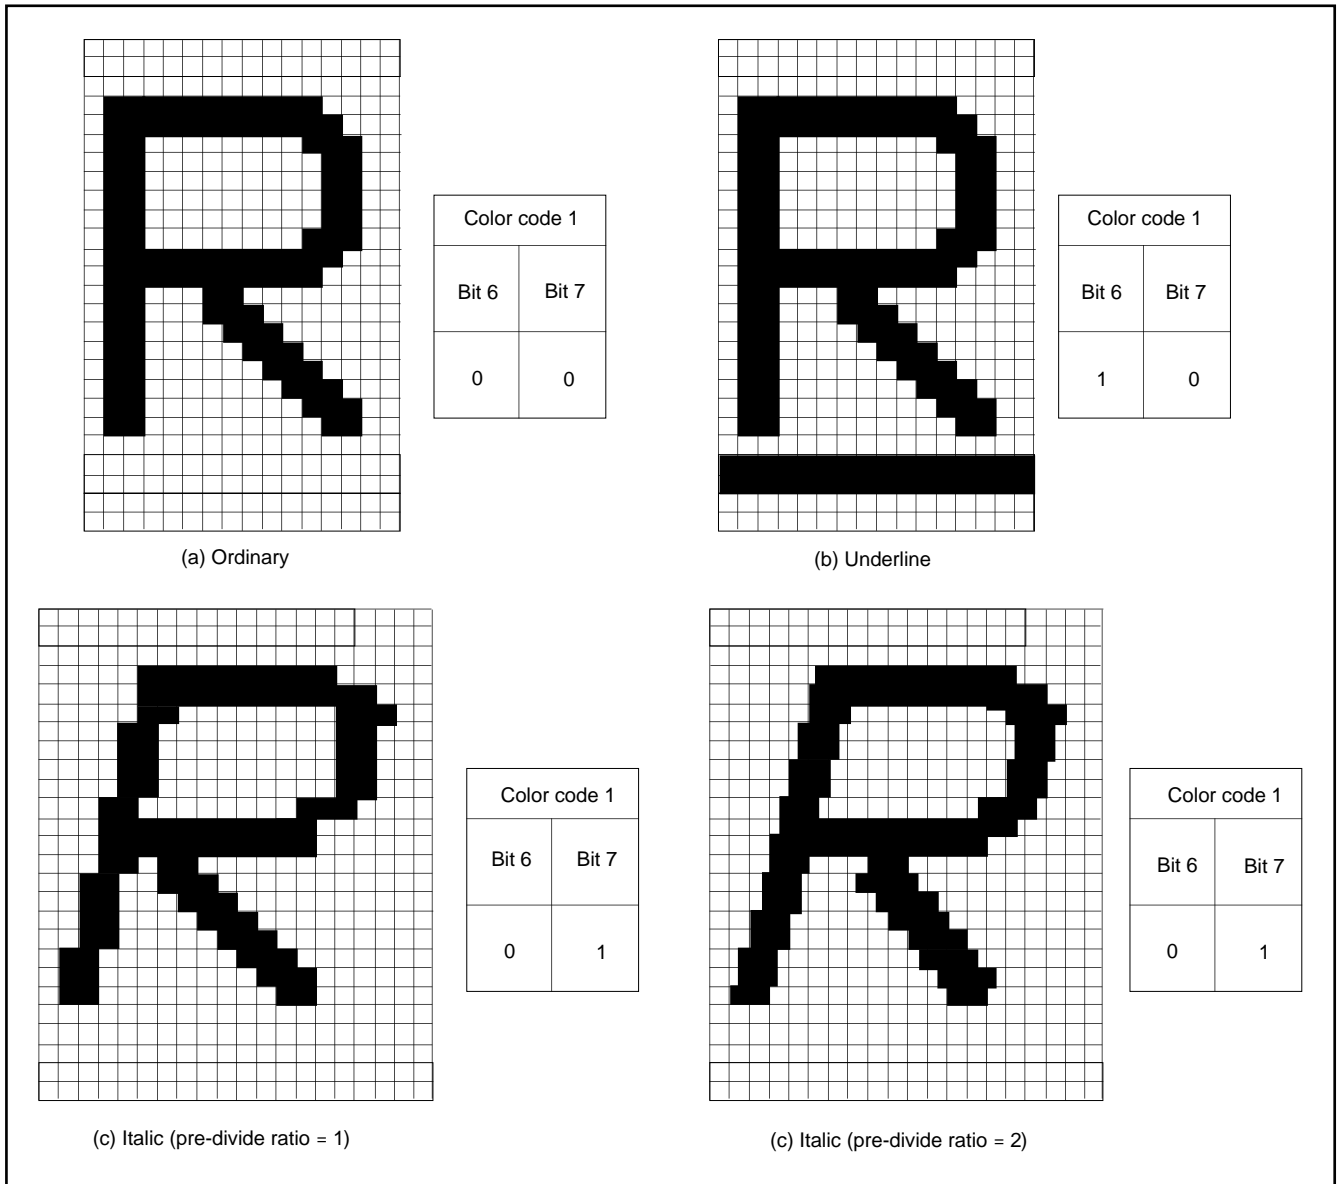 Color code 1
Bit 6 Bit 7
0 0
(a) Ordinary
Color code 1
Bit 6 Bit 7
1 0
(b) Underline
Color code 1
Bit 6 Bit 7
0 1
(c) Italic (pre-divide ratio = 1)
Color code 1
Bit 6 Bit 7
0 1
(c) Italic (pre-divide ratio = 2)